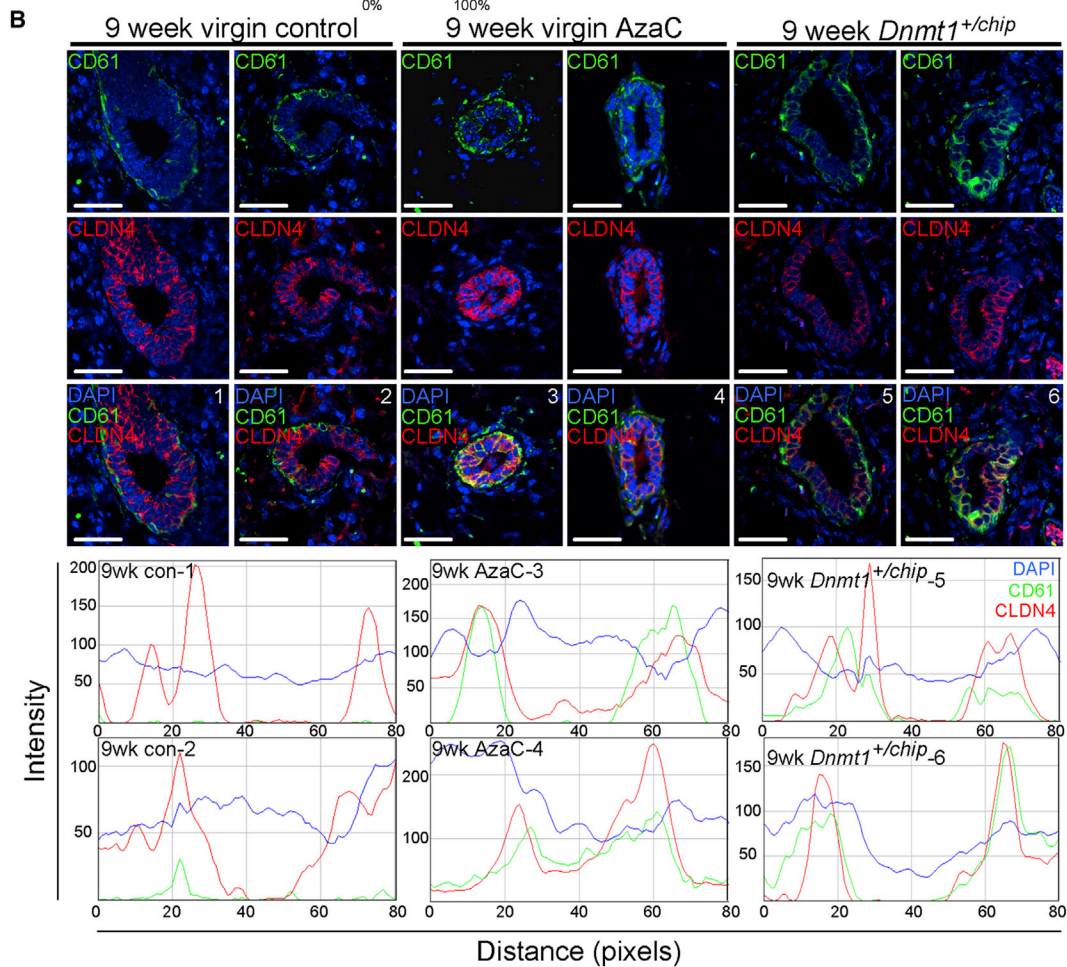 0% 100%
B
9 week virgin control 9 week virgin AzaC 9 week Dnmt1+/chip
CD61 CD61 CD61 CD61 CD61 CD61
CLDN4 CLDN4 CLDN4 CLDN4 CLDN4 CLDN4
DAPI 1 DAPI 2 DAPI 3 DAPI 4 DAPI 5 DAPI 6
CD61 CD61 CD61 CD61 CD61 CD61
CLDN4 CLDN4 CLDN4 CLDN4 CLDN4 CLDN4
Intensity
9wk con-1
200
150
100
50
0 20 40 60 80
9wk AzaC-3
200
150
100
50
0 20 40 60 80
9wk Dnmt1+/chip-5
DAPI
CD61
CLDN4
150
100
50
0 20 40 60 80
9wk con-2
100
50
0 20 40 60 80
9wk AzaC-4
200
100
0 20 40 60 80
9wk Dnmt1+/chip-6
150
100
50
0 20 40 60 80
Distance (pixels)